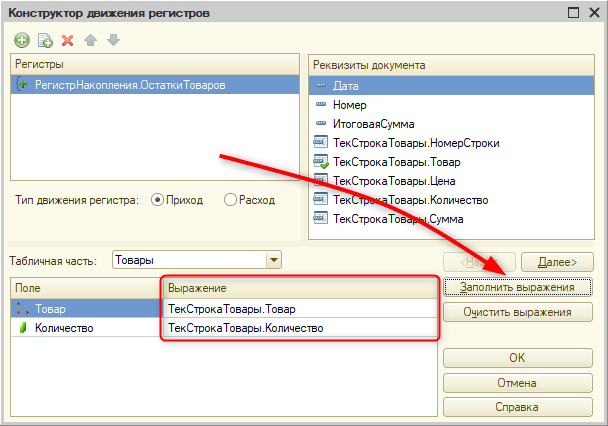 Конструктор движения регистров
Регистры
РегистрНакопления.ОстаткиТоваров
Реквизиты документа
Дата
Номер
ИтоговаяСумма
ТекСтрокаТовары.НомерСтроки
ТекСтрокаТовары.Товар
ТекСтрокаТовары.Цена
ТекСтрокаТовары.Количество
ТекСтрокаТовары.Сумма
Тип движения регистра: Приход Расход
Табличная часть: Товары
Далее>
Поле Выражение
Товар ТекСтрокаТовары.Товар
Количество ТекСтрокаТовары.Количество
Заполнить выражения
Очистить выражения
OK
Отмена
Справка